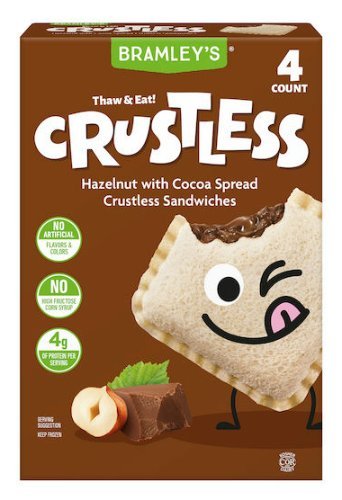 BRAMLEY'S®
4
COUNT
Thaw & Eat!
CRUSTLESS
Hazelnut with Cocoa Spread
Crustless Sandwiches
NO
ARTIFICIAL
FLAVORS &
COLORS
NO
HIGH FRUCTOSE
CORN SYRUP
4g
OF PROTEIN PER
SERVING
SERVING
SUGGESTION
KEEP FROZEN
COR